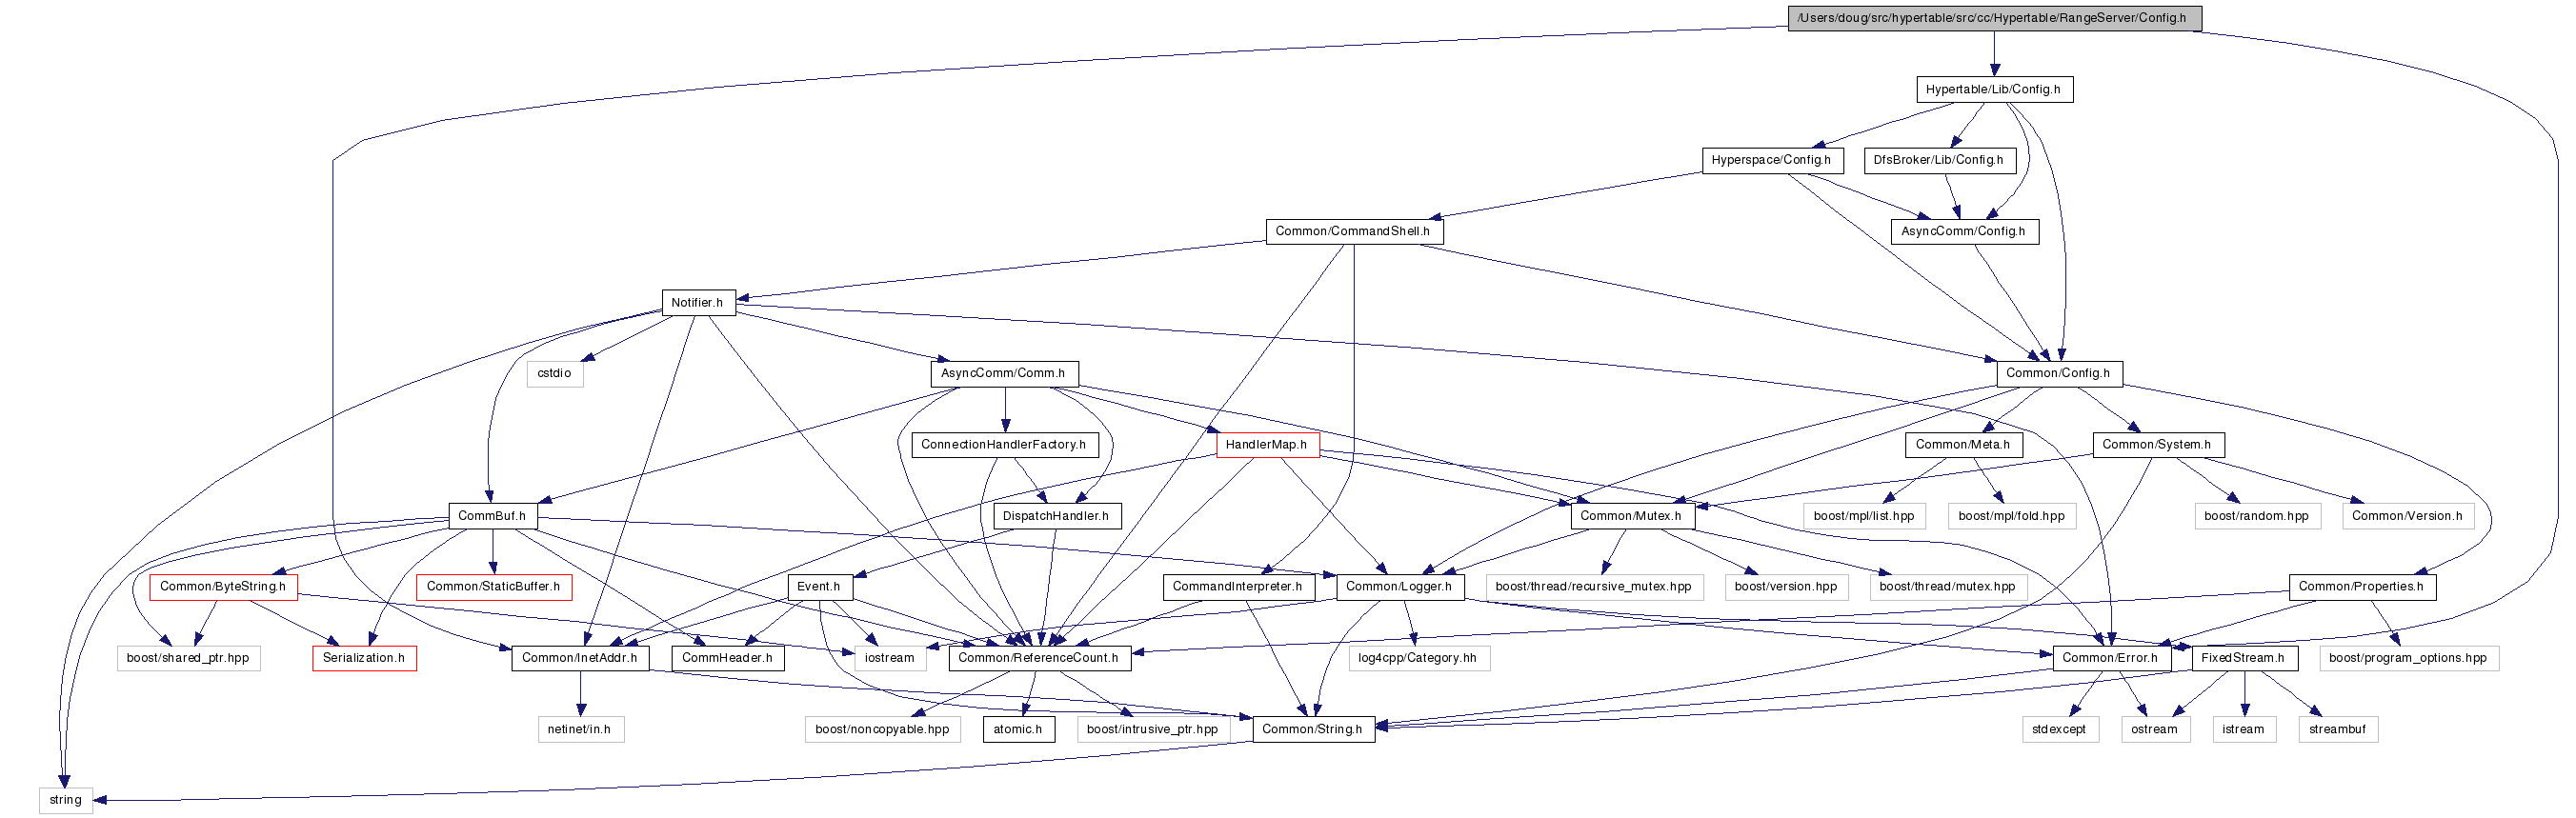 /Users/doug/src/hypertable/src/cc/Hypertable/RangeServer/Config.h
Hypertable/Lib/Config.h
Hyperspace/Config.h
DfsBroker/Lib/Config.h
Common/CommandShell.h
AsyncComm/Config.h
Notifier.h
cstdio
AsyncComm/Comm.h
Common/Config.h
ConnectionHandlerFactory.h
HandlerMap.h
Common/Meta.h
Common/System.h
CommBuf.h
DispatchHandler.h
Common/Mutex.h
boost/mpl/list.hpp
boost/mpl/fold.hpp
boost/random.hpp
Common/Version.h
Common/ByteString.h
Common/StaticBuffer.h
Event.h
CommandInterpreter.h
Common/Logger.h
boost/thread/recursive_mutex.hpp
boost/version.hpp
boost/thread/mutex.hpp
Common/Properties.h
boost/shared_ptr.hpp
Serialization.h
Common/InetAddr.h
CommHeader.h
iostream
Common/ReferenceCount.h
log4cpp/Category.hh
Common/Error.h
FixedStream.h
boost/program_options.hpp
netinet/in.h
boost/noncopyable.hpp
atomic.h
boost/intrusive_ptr.hpp
Common/String.h
stdexcept
ostream
istream
streambuf
string